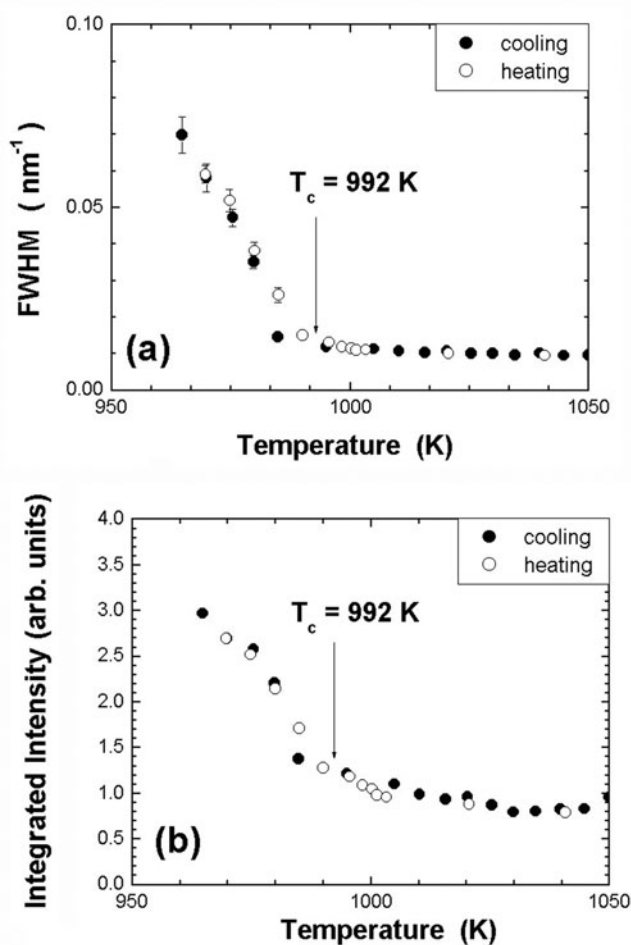 cooling
heating
0.10
T_c = 992 K
FWHM ( nm⁻¹)
0.05
(a)
0.00
950
1000
1050
Temperature (K)
4.0
cooling
heating
3.5
T_c = 992 K
3.0
Integrated Intensity (arb. units)
2.5
2.0
1.5
1.0
(b)
0.5
0.0
950
1000
1050
Temperature (K)